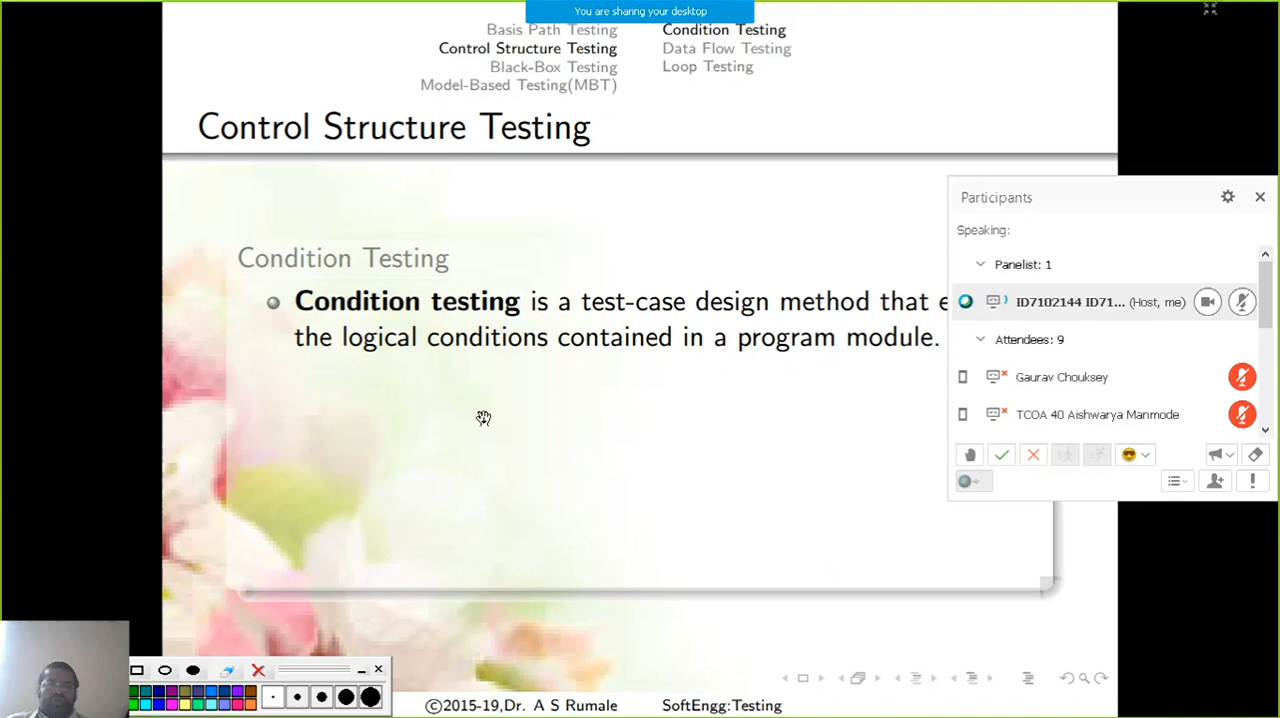 You are sharing your desktop
Basis Path Testing
Control Structure Testing
Black-Box Testing
Model-Based Testing(MBT)
Condition Testing
Data Flow Testing
Loop Testing
Control Structure Testing
Condition Testing
Condition testing is a test-case design method that e
the logical conditions contained in a program module.
Participants
Speaking:
Panelist: 1
ID7102144 ID71... (Host, me)
Attendees: 9
Gaurav Chouksey
TCOA 40 Aishwarya Manmode
©2015-19,Dr. A S Rumale
SoftEngg:Testing